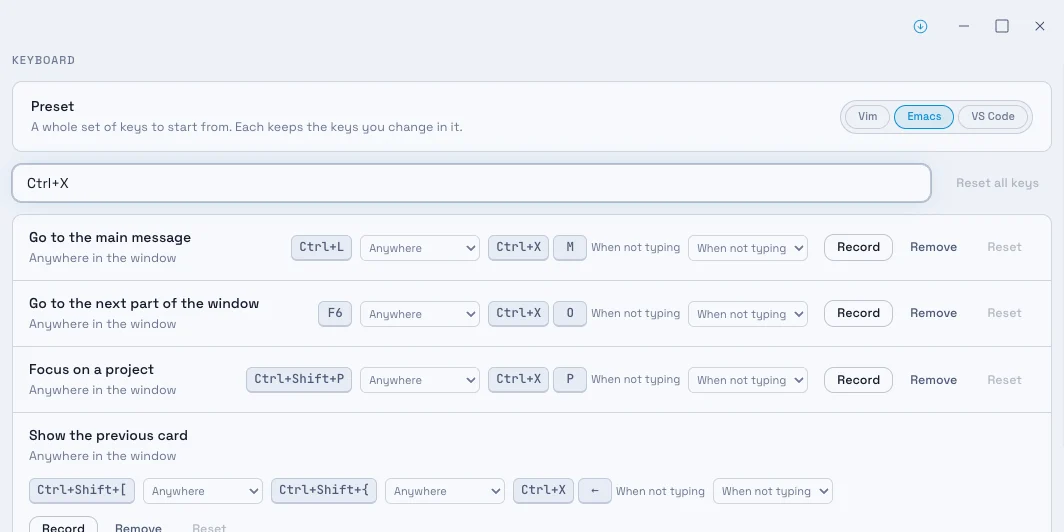 KEYBOARD
Preset
A whole set of keys to start from. Each keeps the keys you change in it.
Vim Emacs VS Code
Ctrl+X
Reset all keys
Go to the main message
Anywhere in the window
Ctrl+L Anywhere Ctrl+X M When not typing When not typing Record Remove Reset
Go to the next part of the window
Anywhere in the window
F6 Anywhere Ctrl+X O When not typing When not typing Record Remove Reset
Focus on a project
Anywhere in the window
Ctrl+Shift+P Anywhere Ctrl+X P When not typing When not typing Record Remove Reset
Show the previous card
Anywhere in the window
Ctrl+Shift+[ Anywhere Ctrl+Shift+{ Anywhere Ctrl+X ← When not typing When not typing
Record Remove Reset